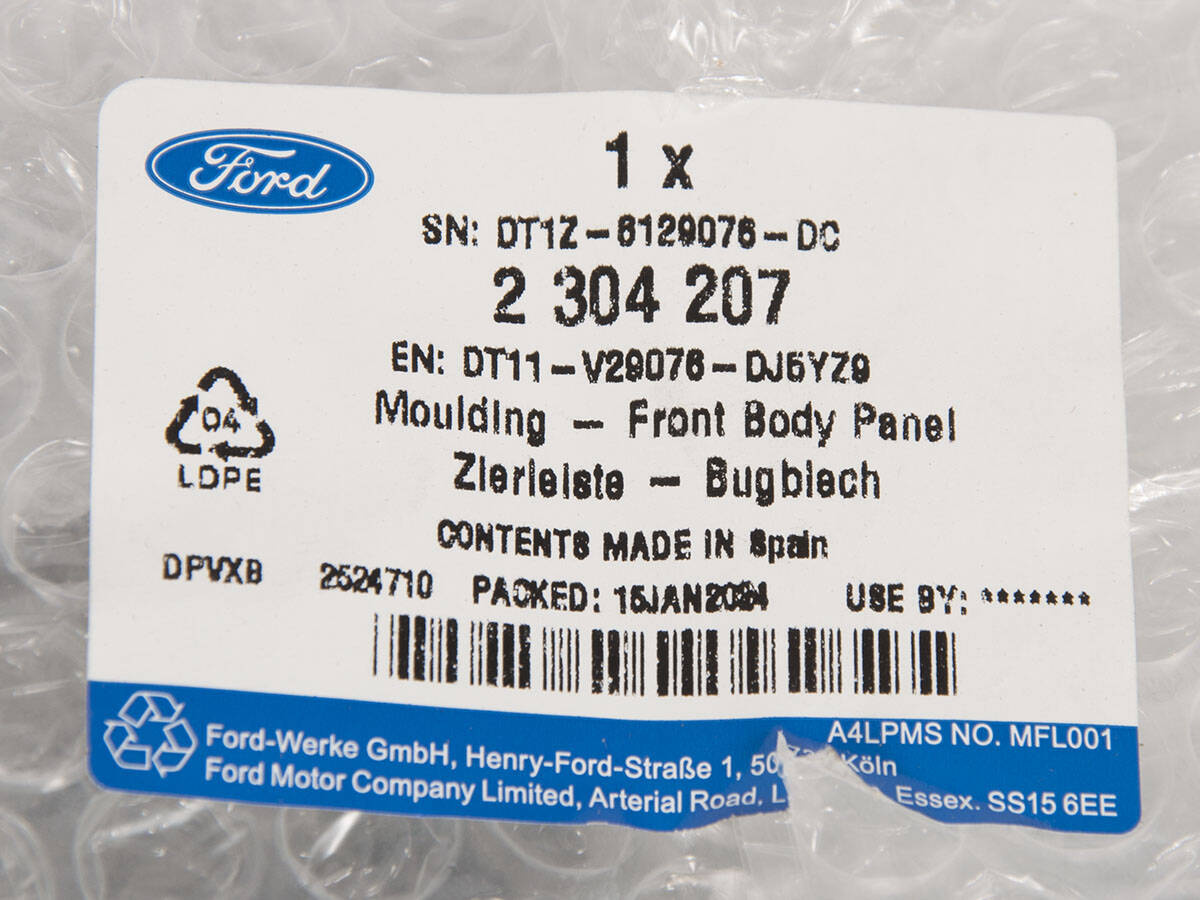 Ford
1 x
SN: DT1Z-6129076-DC
2 304 207
EN: DT11-V29076-DJ5YZ9
Moulding - Front Body Panel
Zierleiste - Bugblech
04
LDPE
CONTENTS MADE IN Spain
DPVXB 2524710 PACKED: 15JAN2024 USE BY: *******
A4LPMS NO. MFL001
Ford-Werke GmbH, Henry-Ford-Straße 1, Köln
Ford Motor Company Limited, Arterial Road, Essex. SS15 6EE